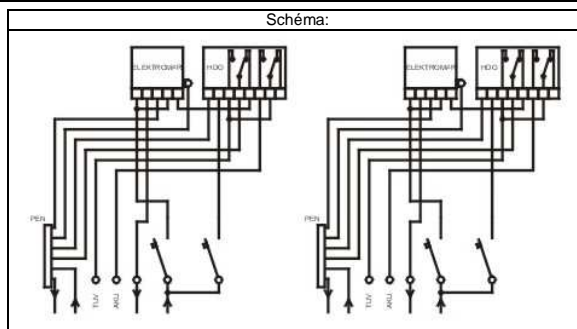 Schéma:
ELEKTROMĚR
HDO
ELEKTROMĚR
HDO
PEN
TUV
AKU
PEN
TUV
AKU